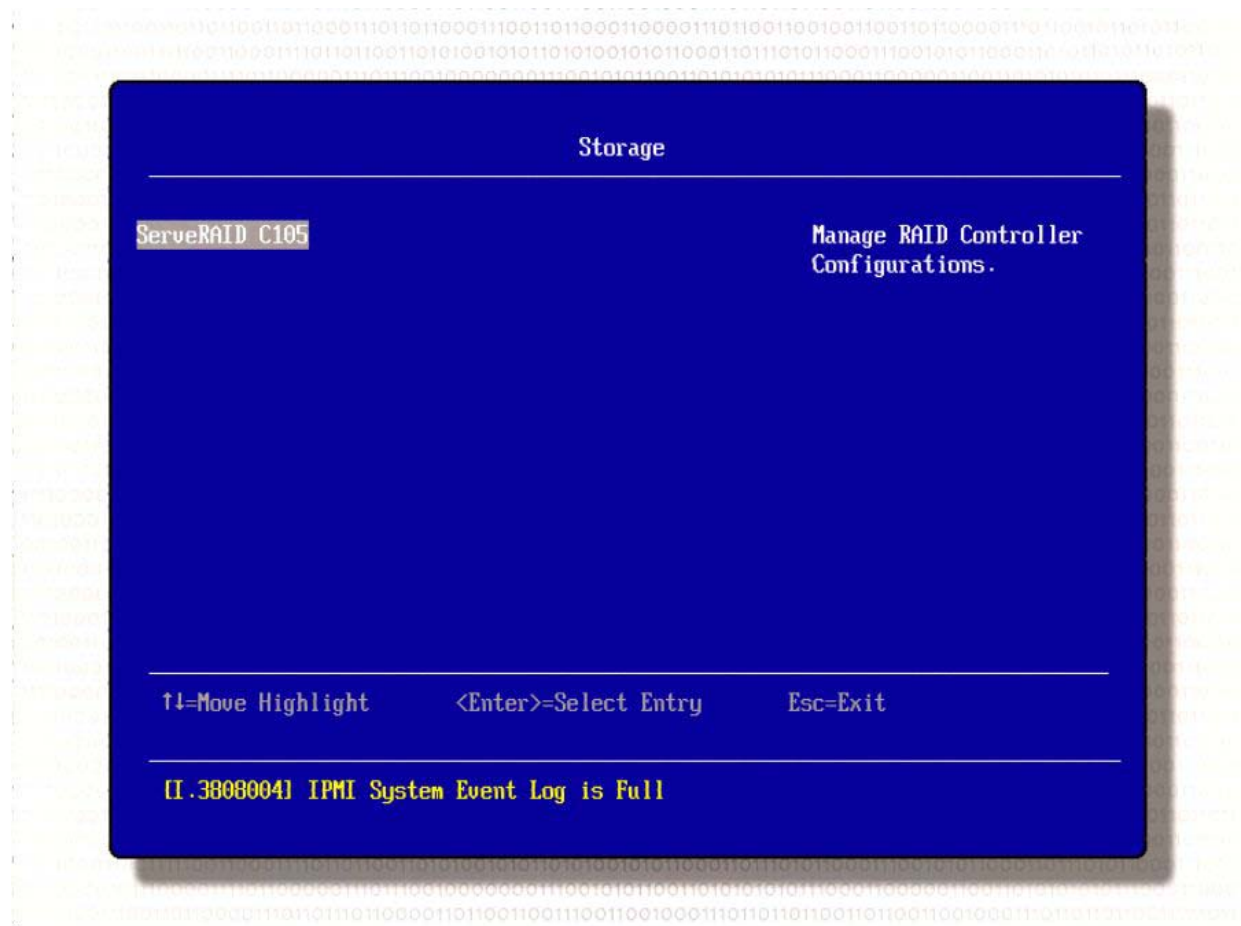 Storage
ServeRAID C105
Manage RAID Controller
Configurations.
↑↓=Move Highlight <Enter>=Select Entry Esc=Exit
[I.3808004] IPMI System Event Log is Full